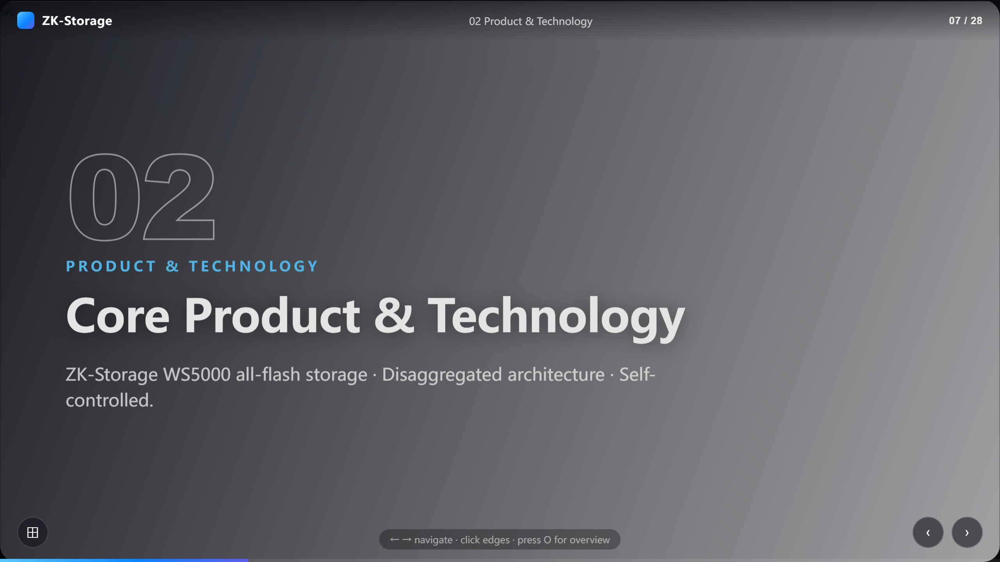 ZK-Storage
02 Product & Technology
07 / 28
02
PRODUCT & TECHNOLOGY
Core Product & Technology
ZK-Storage WS5000 all-flash storage · Disaggregated architecture · Self-
controlled.
← → navigate · click edges · press O for overview
‹ ›